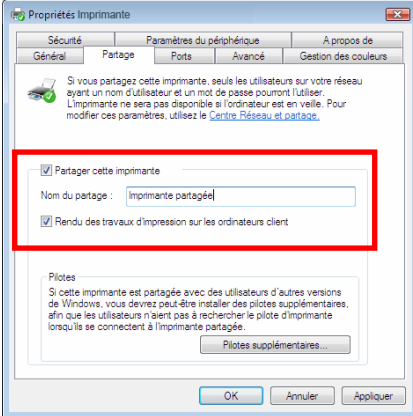 Propriétés Imprimante
Sécurité Paramètres du périphérique A propos de
Général Partage Ports Avancé Gestion des couleurs
Si vous partagez cette imprimante, seuls les utilisateurs sur votre réseau
ayant un nom d'utilisateur et un mot de passe pourront l'utiliser.
L'imprimante ne sera pas disponible si l'ordinateur est en veille. Pour
modifier ces paramètres, utilisez le Centre Réseau et partage.
Partager cette imprimante
Nom du partage : Imprimante partagée
Rendu des travaux d'impression sur les ordinateurs client
Pilotes
Si cette imprimante est partagée avec des utilisateurs d'autres versions
de Windows, vous devrez peut-être installer des pilotes supplémentaires,
afin que les utilisateurs n'aient pas à rechercher le pilote d'imprimante
lorsqu'ils se connectent à l'imprimante partagée.
Pilotes supplémentaires...
OK Annuler Appliquer